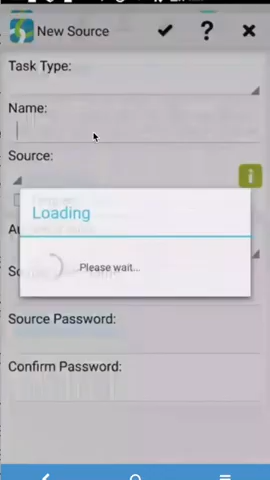 New Source
Task Type:
Name:
Source:
Loading
Please wait...
Source Password:
Confirm Password: